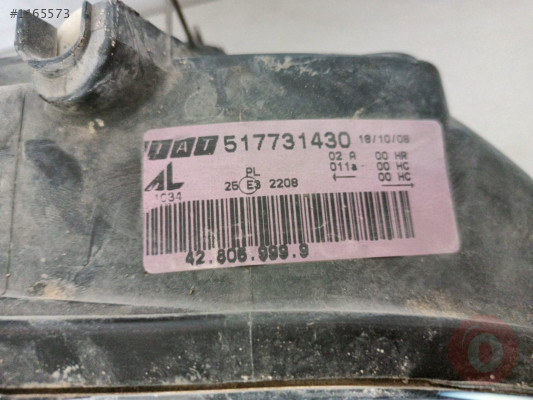 #1165573
FIAT 517731430 18/10/08
02 A 00 HR
PL 011a 00 HC
AL 25 E3 2208 00 HC
1034
42.806.999.9